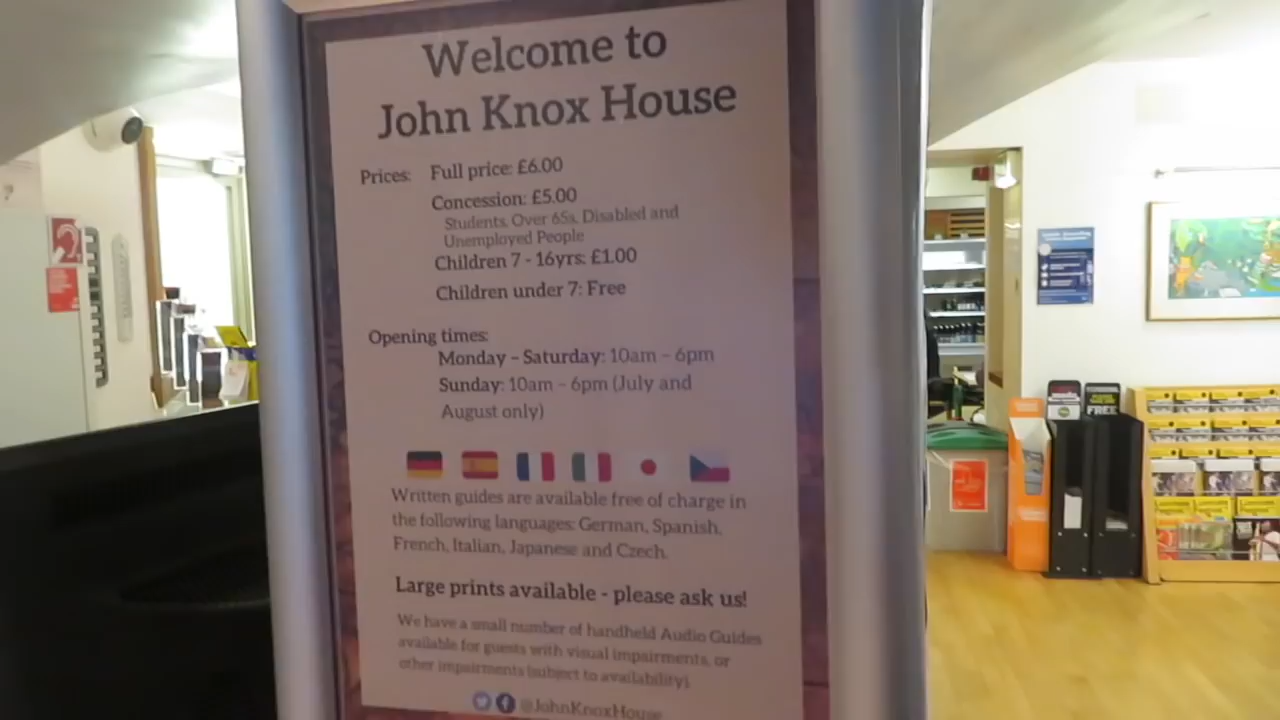 Welcome to
John Knox House
Prices: Full price: £6.00
Concession: £5.00
Students, Over 65s, Disabled and
Unemployed People
Children 7 - 16yrs: £1.00
Children under 7: Free
Opening times:
Monday – Saturday: 10am – 6pm
Sunday: 10am – 6pm (July and
August only)
Written guides are available free of charge in
the following languages: German, Spanish,
French, Italian, Japanese and Czech.
Large prints available - please ask us!
We have a small number of handheld Audio Guides
available for guests with visual impairments, or
other impairments (subject to availability).
@JohnKnoxHouse
FREE